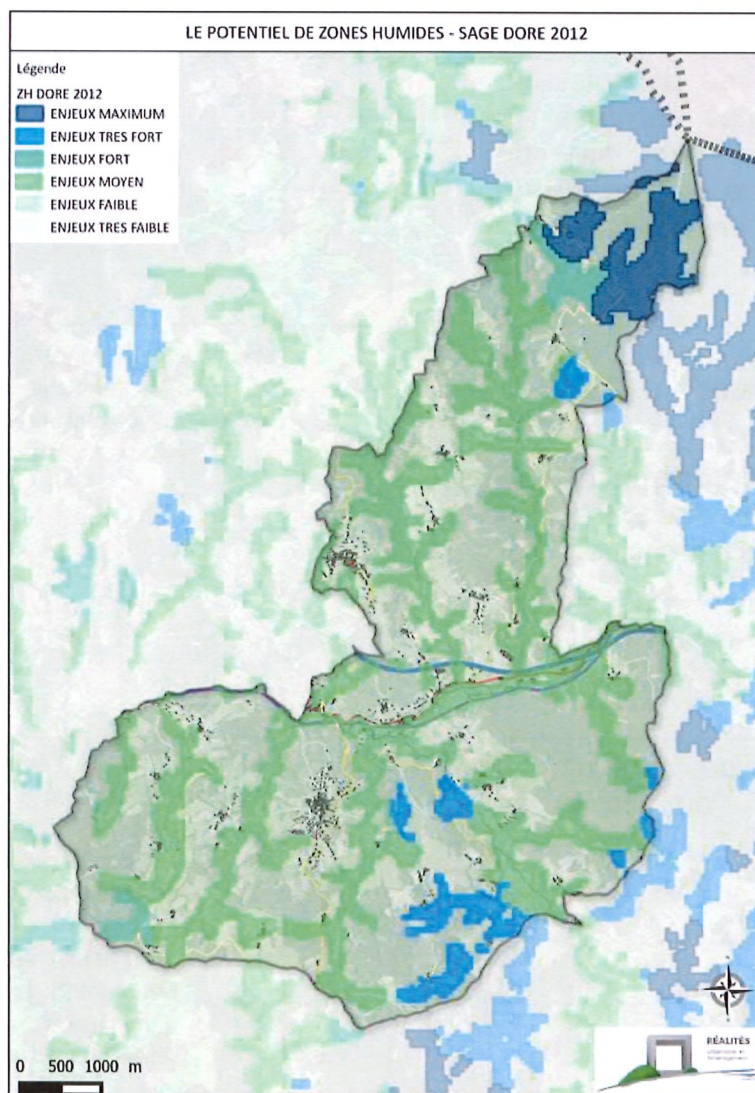 LE POTENTIEL DE ZONES HUMIDES - SAGE DORE 2012
Légende
ZH DORE 2012
ENJEUX MAXIMUM
ENJEUX TRES FORT
ENJEUX FORT
ENJEUX MOYEN
ENJEUX FAIBLE
ENJEUX TRES FAIBLE
0 500 1000 m
RÉALITÉS